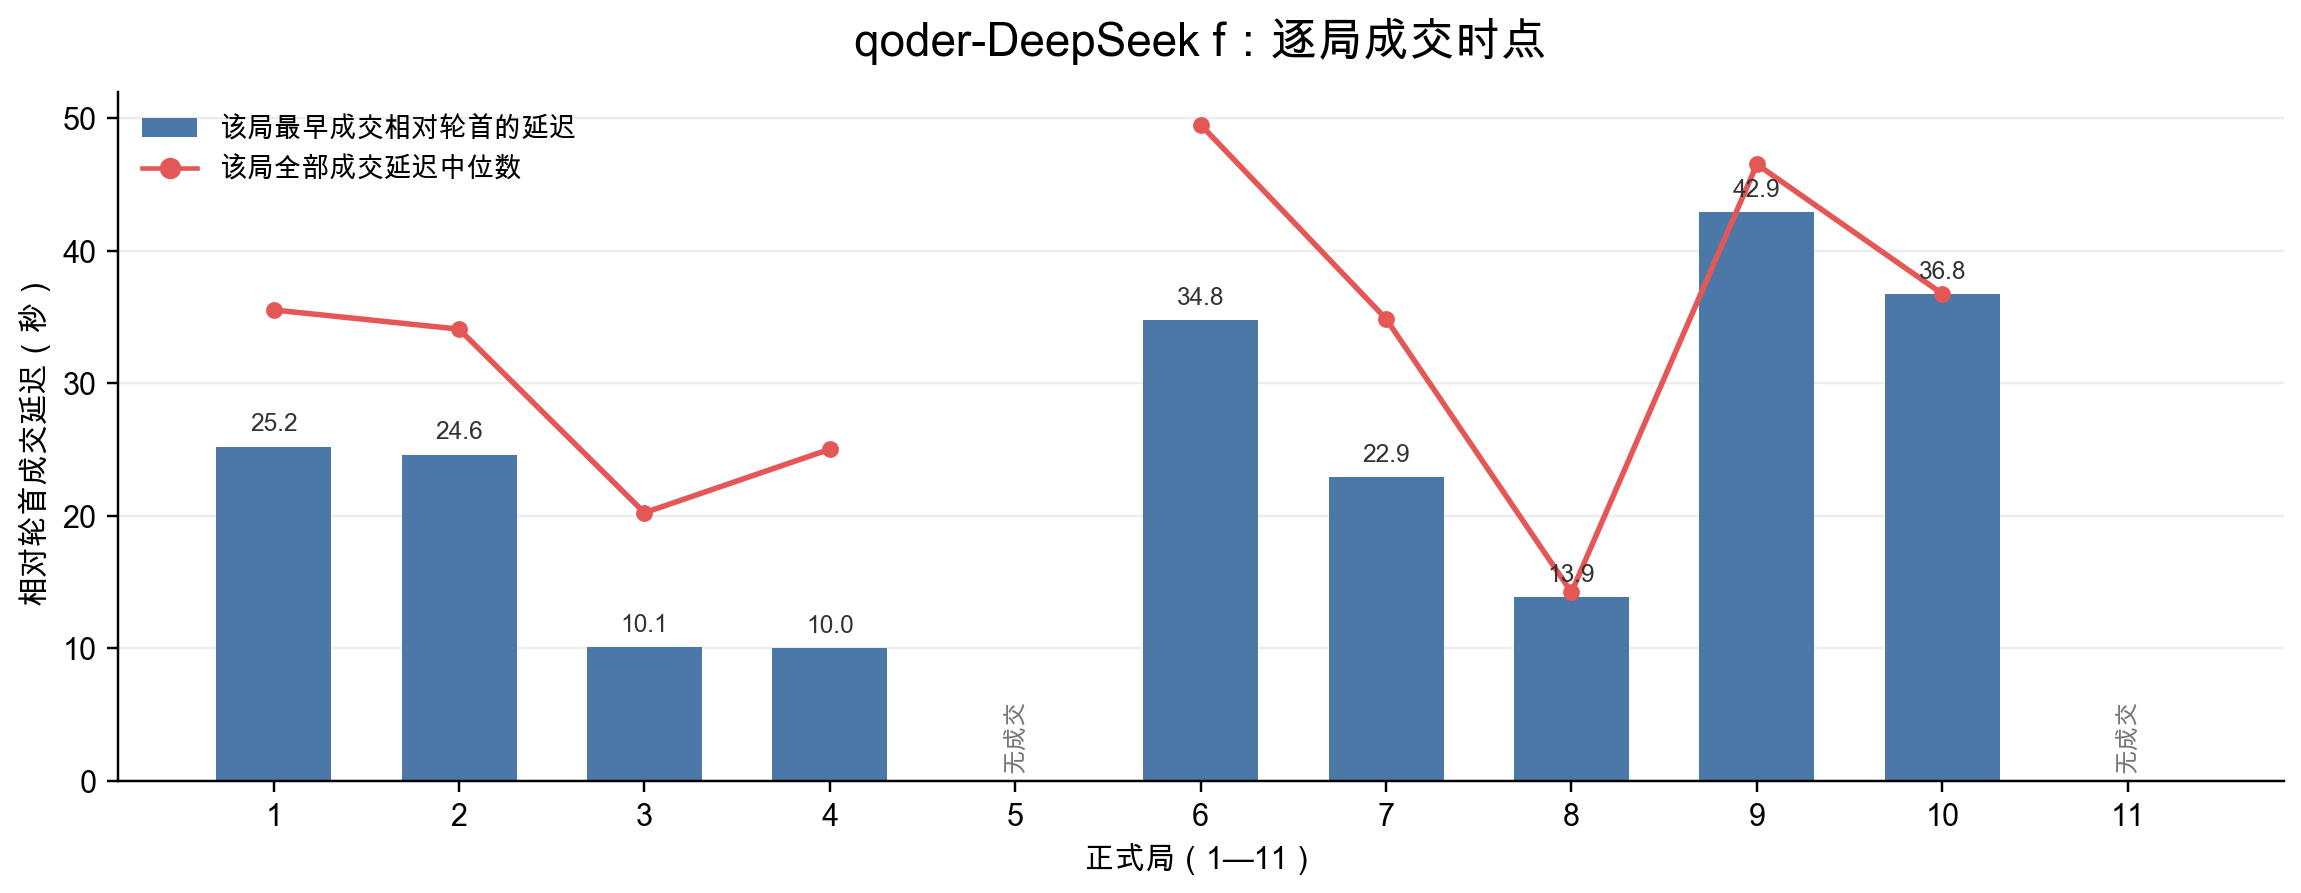 qoder-DeepSeek f：逐局成交时点
该局最早成交相对轮首的延迟
该局全部成交延迟中位数
相对轮首成交延迟（秒）
50
40
30
20
10
0
25.2
24.6
10.1
10.0
无成交
34.8
22.9
13.9
42.9
36.8
无成交
1 2 3 4 5 6 7 8 9 10 11
正式局（1—11）